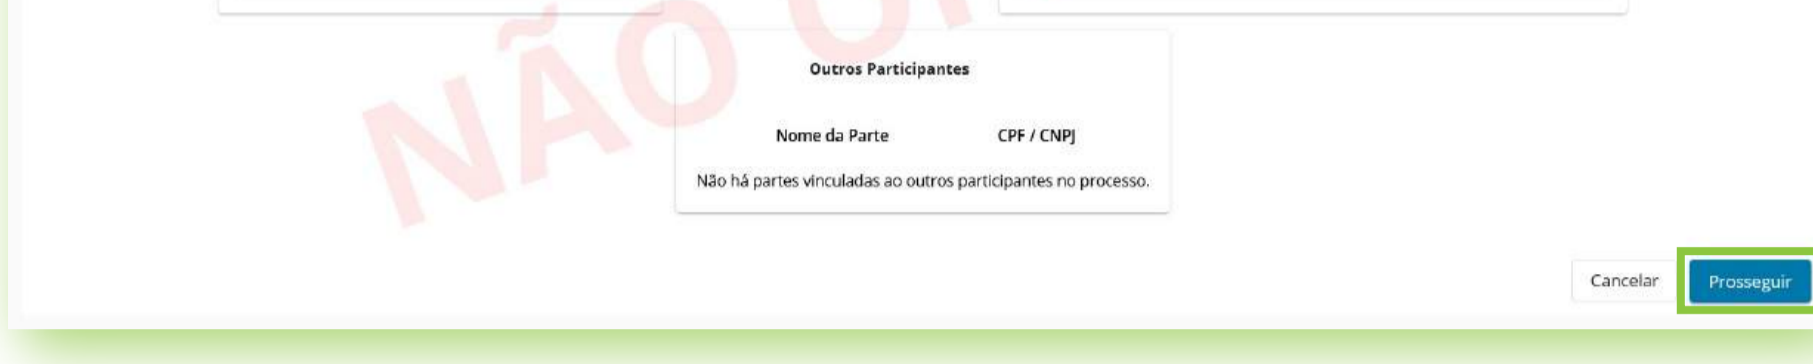 NÃO
Outros Participantes
Nome da Parte CPF / CNPJ
Não há partes vinculadas ao outros participantes no processo.
Cancelar Prosseguir